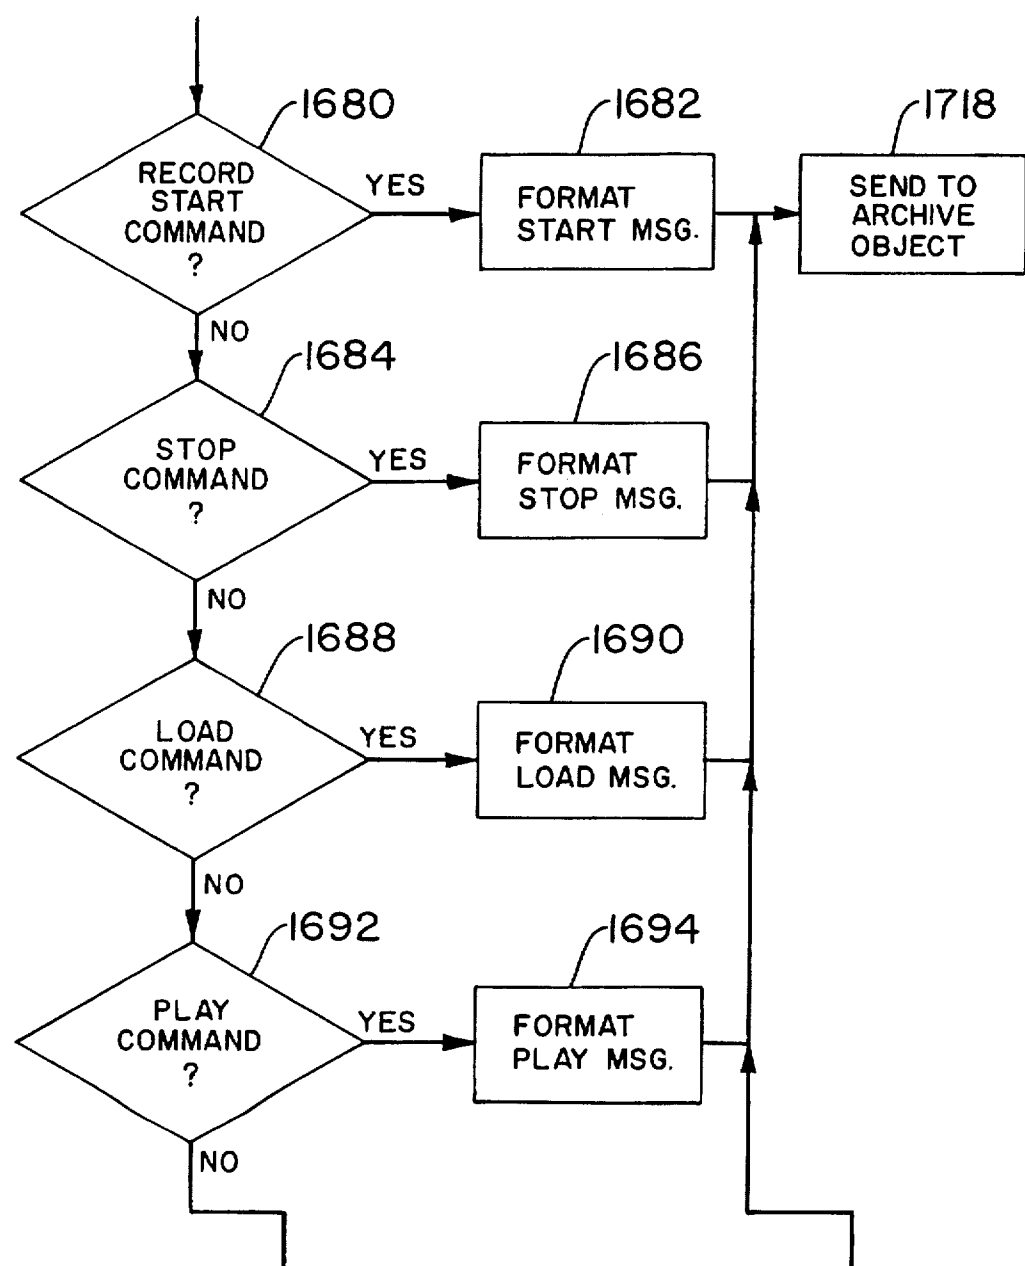 1680
1682
1718
RECORD
START
COMMAND
?
YES
FORMAT
START MSG.
SEND TO
ARCHIVE
OBJECT
NO
1684
1686
STOP
COMMAND
?
YES
FORMAT
STOP MSG.
NO
1688
1690
LOAD
COMMAND
?
YES
FORMAT
LOAD MSG.
NO
1692
1694
PLAY
COMMAND
?
YES
FORMAT
PLAY MSG.
NO